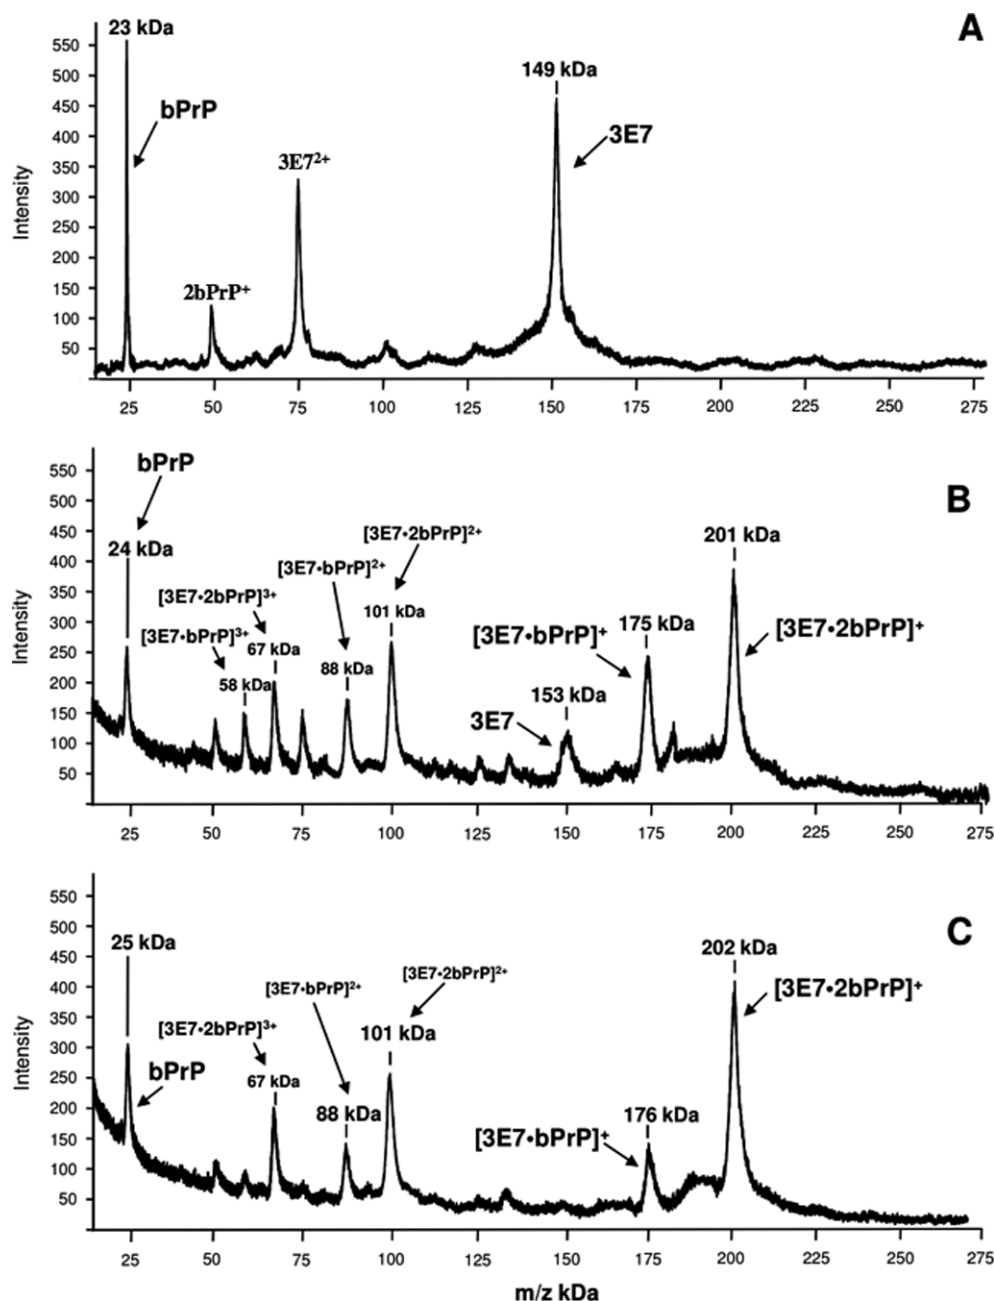 A
23 kDa
bPrP
2bPrP⁺
3E7²⁺
149 kDa
3E7
Intensity
550
500
450
400
350
300
250
200
150
100
50
25 50 75 100 125 150 175 200 225 250 275
B
bPrP
24 kDa
[3E7•bPrP]³⁺
58 kDa
[3E7•2bPrP]³⁺
67 kDa
[3E7•bPrP]²⁺
88 kDa
[3E7•2bPrP]²⁺
101 kDa
3E7
153 kDa
[3E7•bPrP]⁺
175 kDa
201 kDa
[3E7•2bPrP]⁺
Intensity
550
500
450
400
350
300
250
200
150
100
50
25 50 75 100 125 150 175 200 225 250 275
C
25 kDa
bPrP
[3E7•2bPrP]³⁺
67 kDa
[3E7•bPrP]²⁺
88 kDa
[3E7•2bPrP]²⁺
101 kDa
[3E7•bPrP]⁺
176 kDa
202 kDa
[3E7•2bPrP]⁺
Intensity
550
500
450
400
350
300
250
200
150
100
50
25 50 75 100 125 150 175 200 225 250 275
m/z kDa